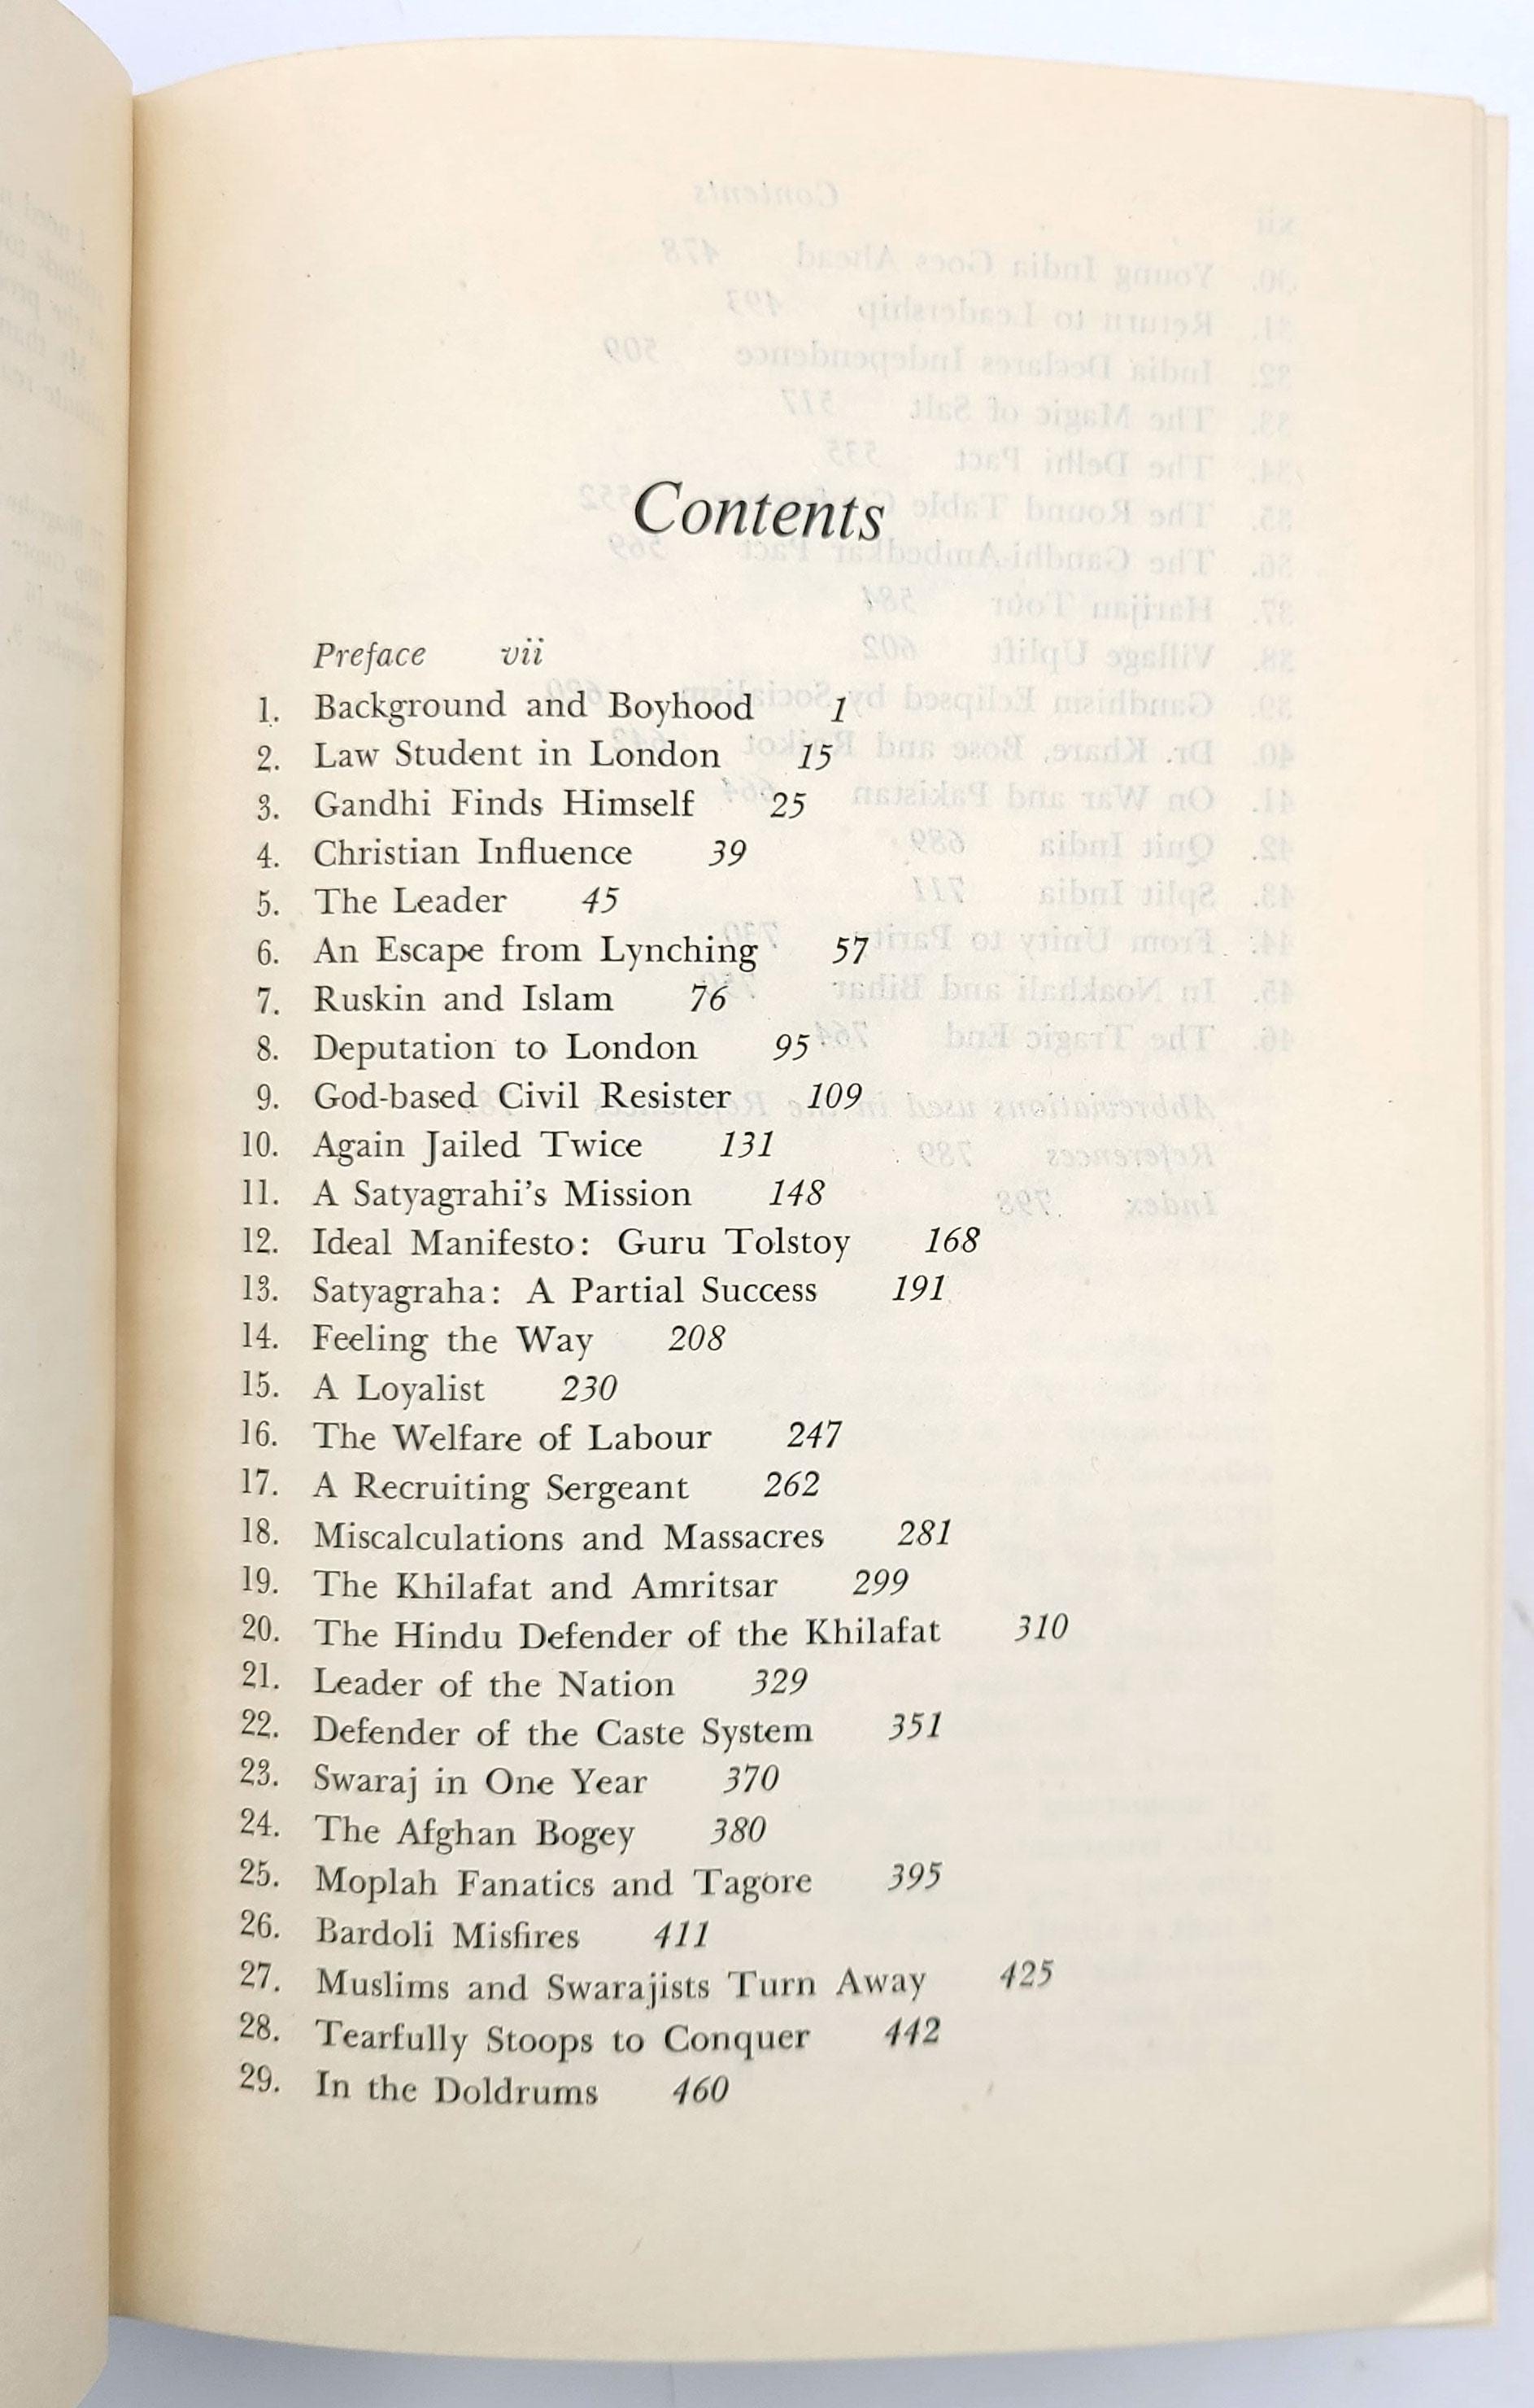 Contents
Preface vii
1. Background and Boyhood 1
2. Law Student in London 15
3. Gandhi Finds Himself 25
4. Christian Influence 39
5. The Leader 45
6. An Escape from Lynching 57
7. Ruskin and Islam 76
8. Deputation to London 95
9. God-based Civil Resister 109
10. Again Jailed Twice 131
11. A Satyagrahi's Mission 148
12. Ideal Manifesto: Guru Tolstoy 168
13. Satyagraha: A Partial Success 191
14. Feeling the Way 208
15. A Loyalist 230
16. The Welfare of Labour 247
17. A Recruiting Sergeant 262
18. Miscalculations and Massacres 281
19. The Khilafat and Amritsar 299
20. The Hindu Defender of the Khilafat 310
21. Leader of the Nation 329
22. Defender of the Caste System 351
23. Swaraj in One Year 370
24. The Afghan Bogey 380
25. Moplah Fanatics and Tagore 395
26. Bardoli Misfires 411
27. Muslims and Swarajists Turn Away 425
28. Tearfully Stoops to Conquer 442
29. In the Doldrums 460